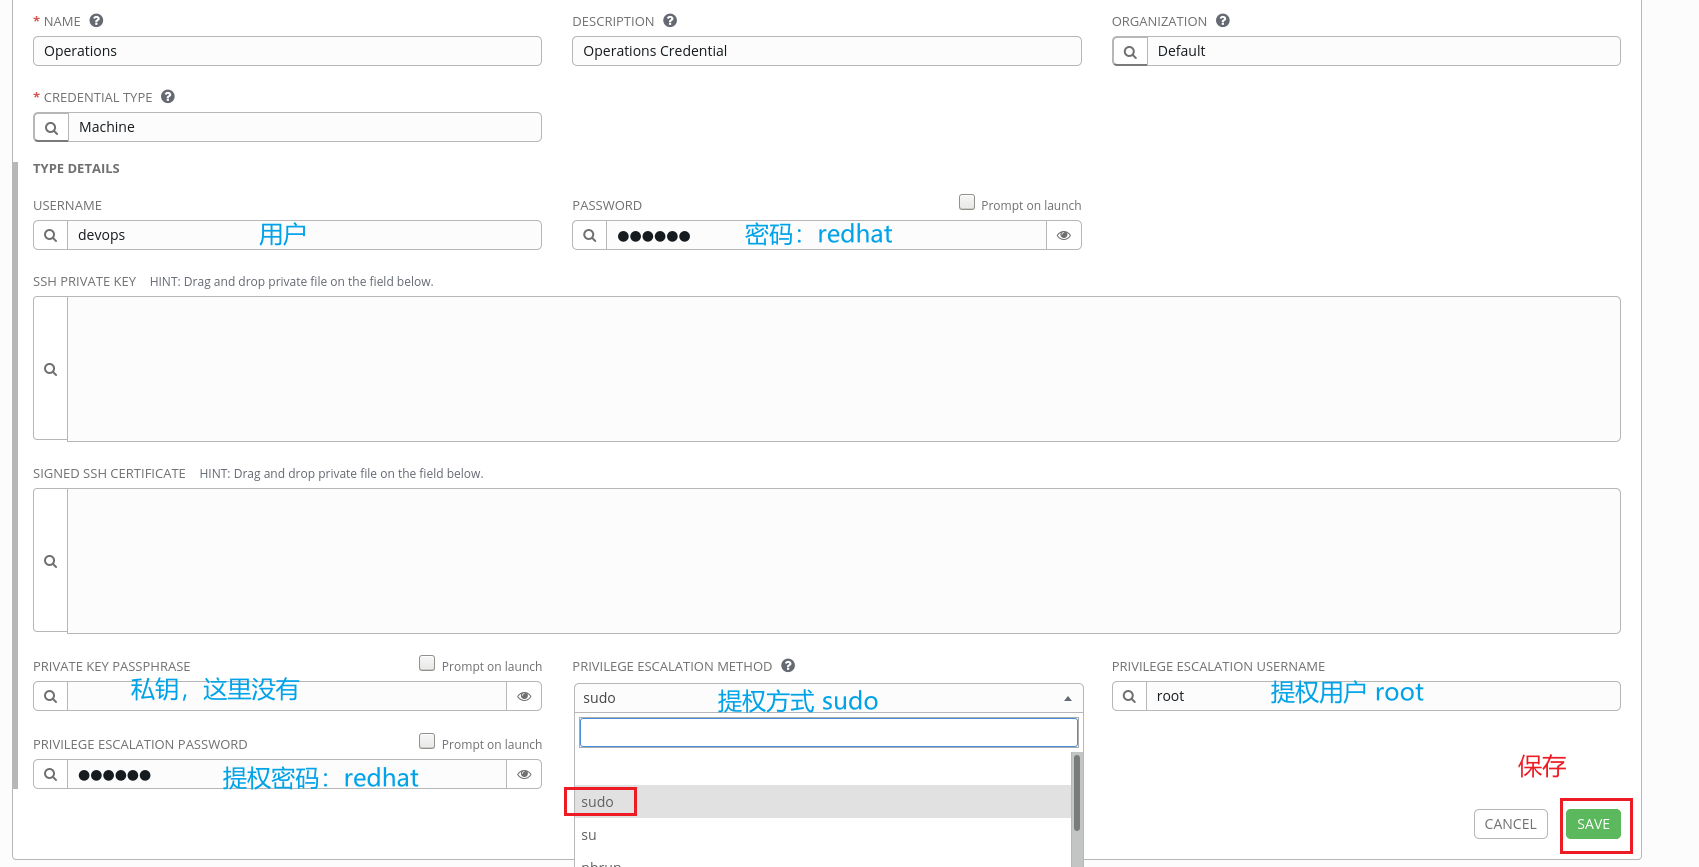 * NAME
DESCRIPTION
ORGANIZATION
Operations
Operations Credential
Default
* CREDENTIAL TYPE
Machine
TYPE DETAILS
USERNAME
PASSWORD
Prompt on launch
devops
用户
●●●●●●
密码：redhat
SSH PRIVATE KEY HINT: Drag and drop private file on the field below.
SIGNED SSH CERTIFICATE HINT: Drag and drop private file on the field below.
PRIVATE KEY PASSPHRASE
Prompt on launch
PRIVILEGE ESCALATION METHOD
PRIVILEGE ESCALATION USERNAME
私钥，这里没有
sudo
提权方式 sudo
root
提权用户 root
PRIVILEGE ESCALATION PASSWORD
Prompt on launch
●●●●●●
提权密码：redhat
保存
sudo
su
CANCEL
SAVE